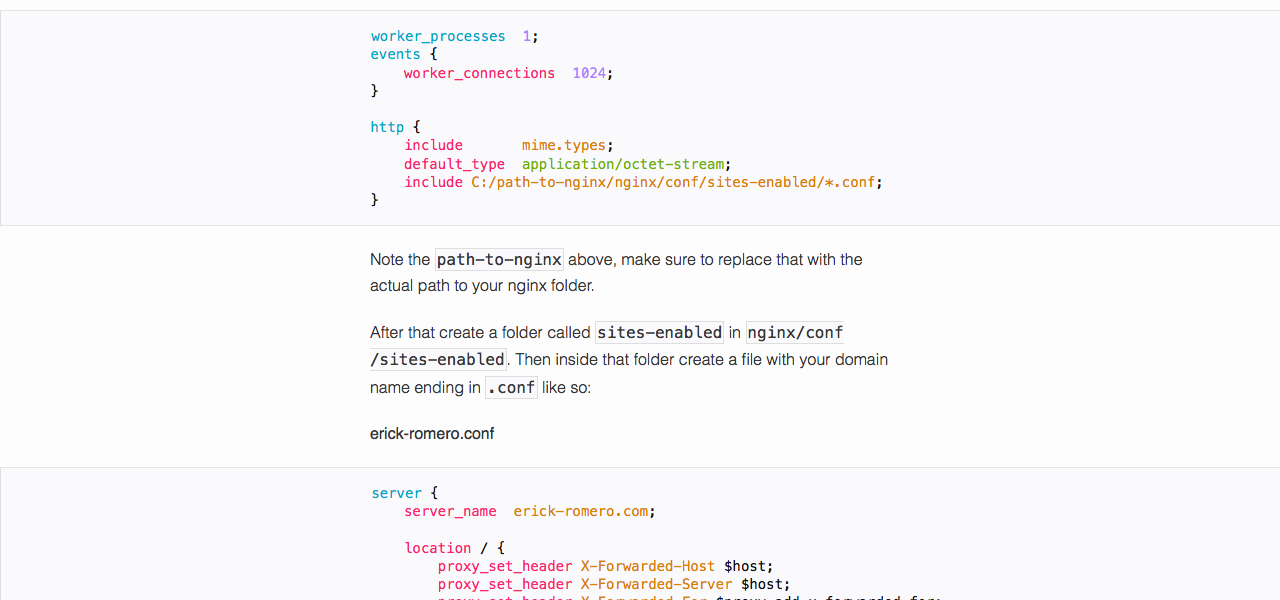 worker_processes  1;
events {
    worker_connections  1024;
}

http {
    include       mime.types;
    default_type  application/octet-stream;
    include C:/path-to-nginx/nginx/conf/sites-enabled/*.conf;
}

Note the path-to-nginx above, make sure to replace that with the
actual path to your nginx folder.

After that create a folder called sites-enabled in nginx/conf
/sites-enabled. Then inside that folder create a file with your domain
name ending in .conf like so:

erick-romero.conf

server {
    server_name  erick-romero.com;

    location / {
        proxy_set_header X-Forwarded-Host $host;
        proxy_set_header X-Forwarded-Server $host;
        proxy_set_header X-Forwarded-For $proxy_add_x_forwarded_for;